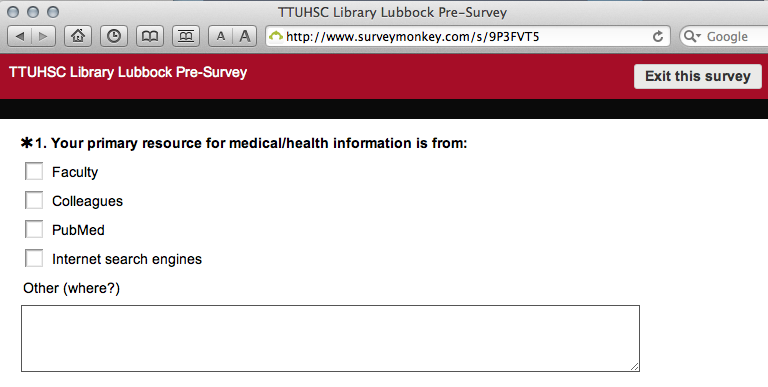 TTUHSC Library Lubbock Pre-Survey
A A http://www.surveymonkey.com/s/9P3FVT5 Google
TTUHSC Library Lubbock Pre-Survey Exit this survey
*1. Your primary resource for medical/health information is from:
Faculty
Colleagues
PubMed
Internet search engines
Other (where?)